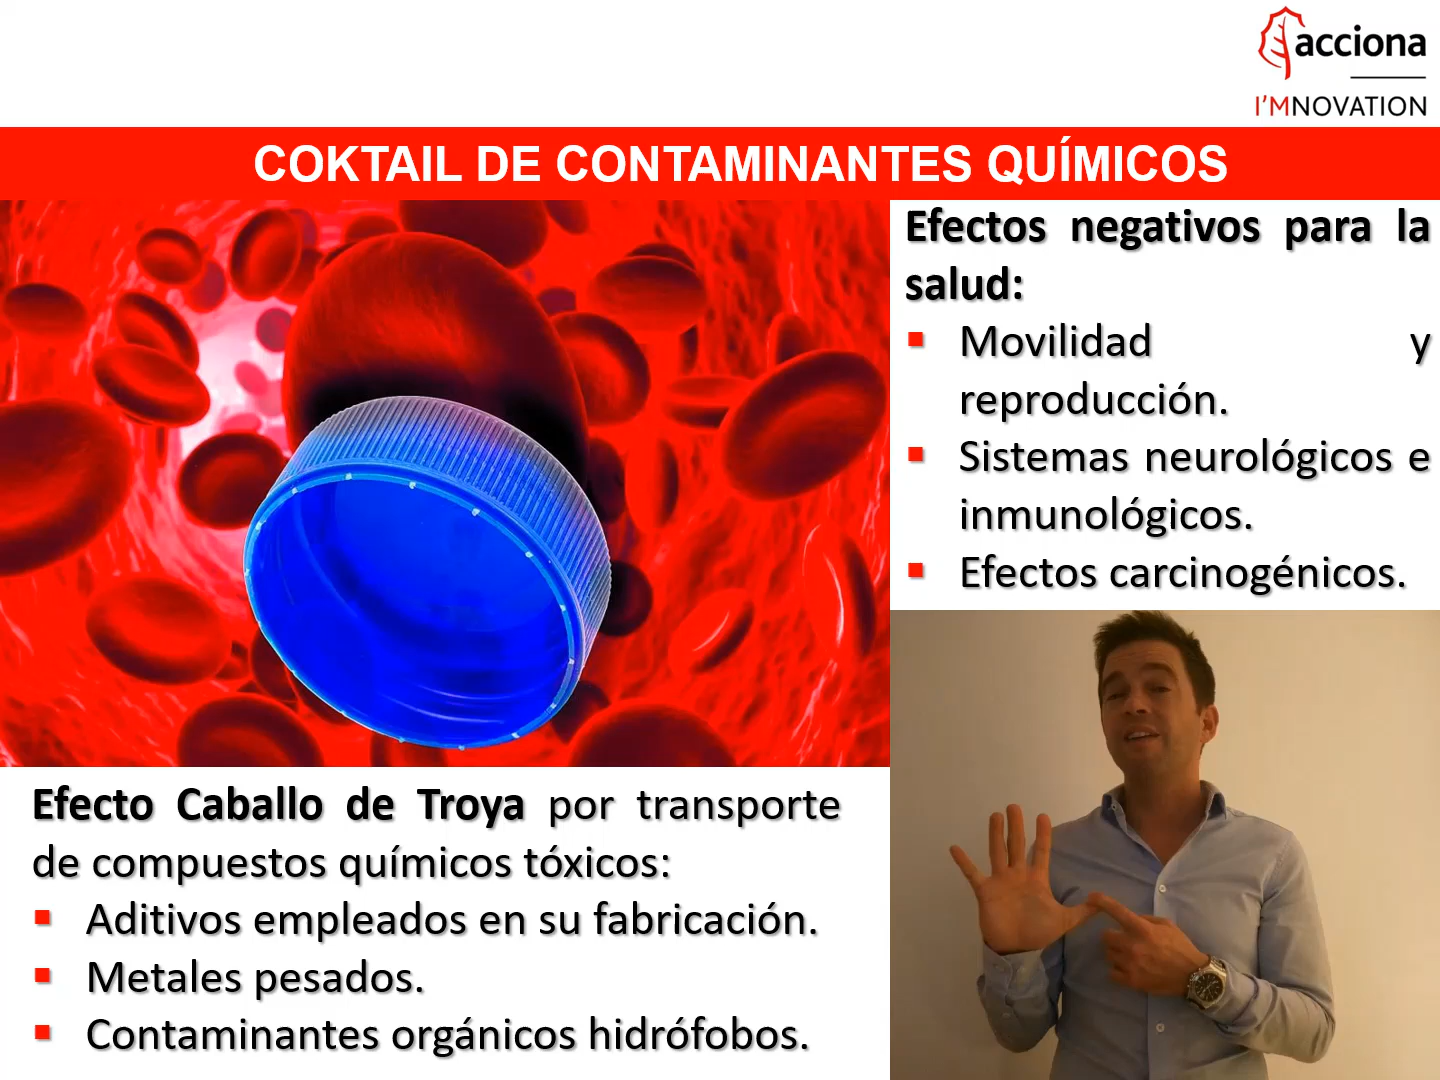 acciona
I'MNOVATION
COKTAIL DE CONTAMINANTES QUÍMICOS
Efectos negativos para la
salud:
▪ Movilidad y
reproducción.
▪ Sistemas neurológicos e
inmunológicos.
▪ Efectos carcinogénicos.
Efecto Caballo de Troya por transporte
de compuestos químicos tóxicos:
▪ Aditivos empleados en su fabricación.
▪ Metales pesados.
▪ Contaminantes orgánicos hidrófobos.